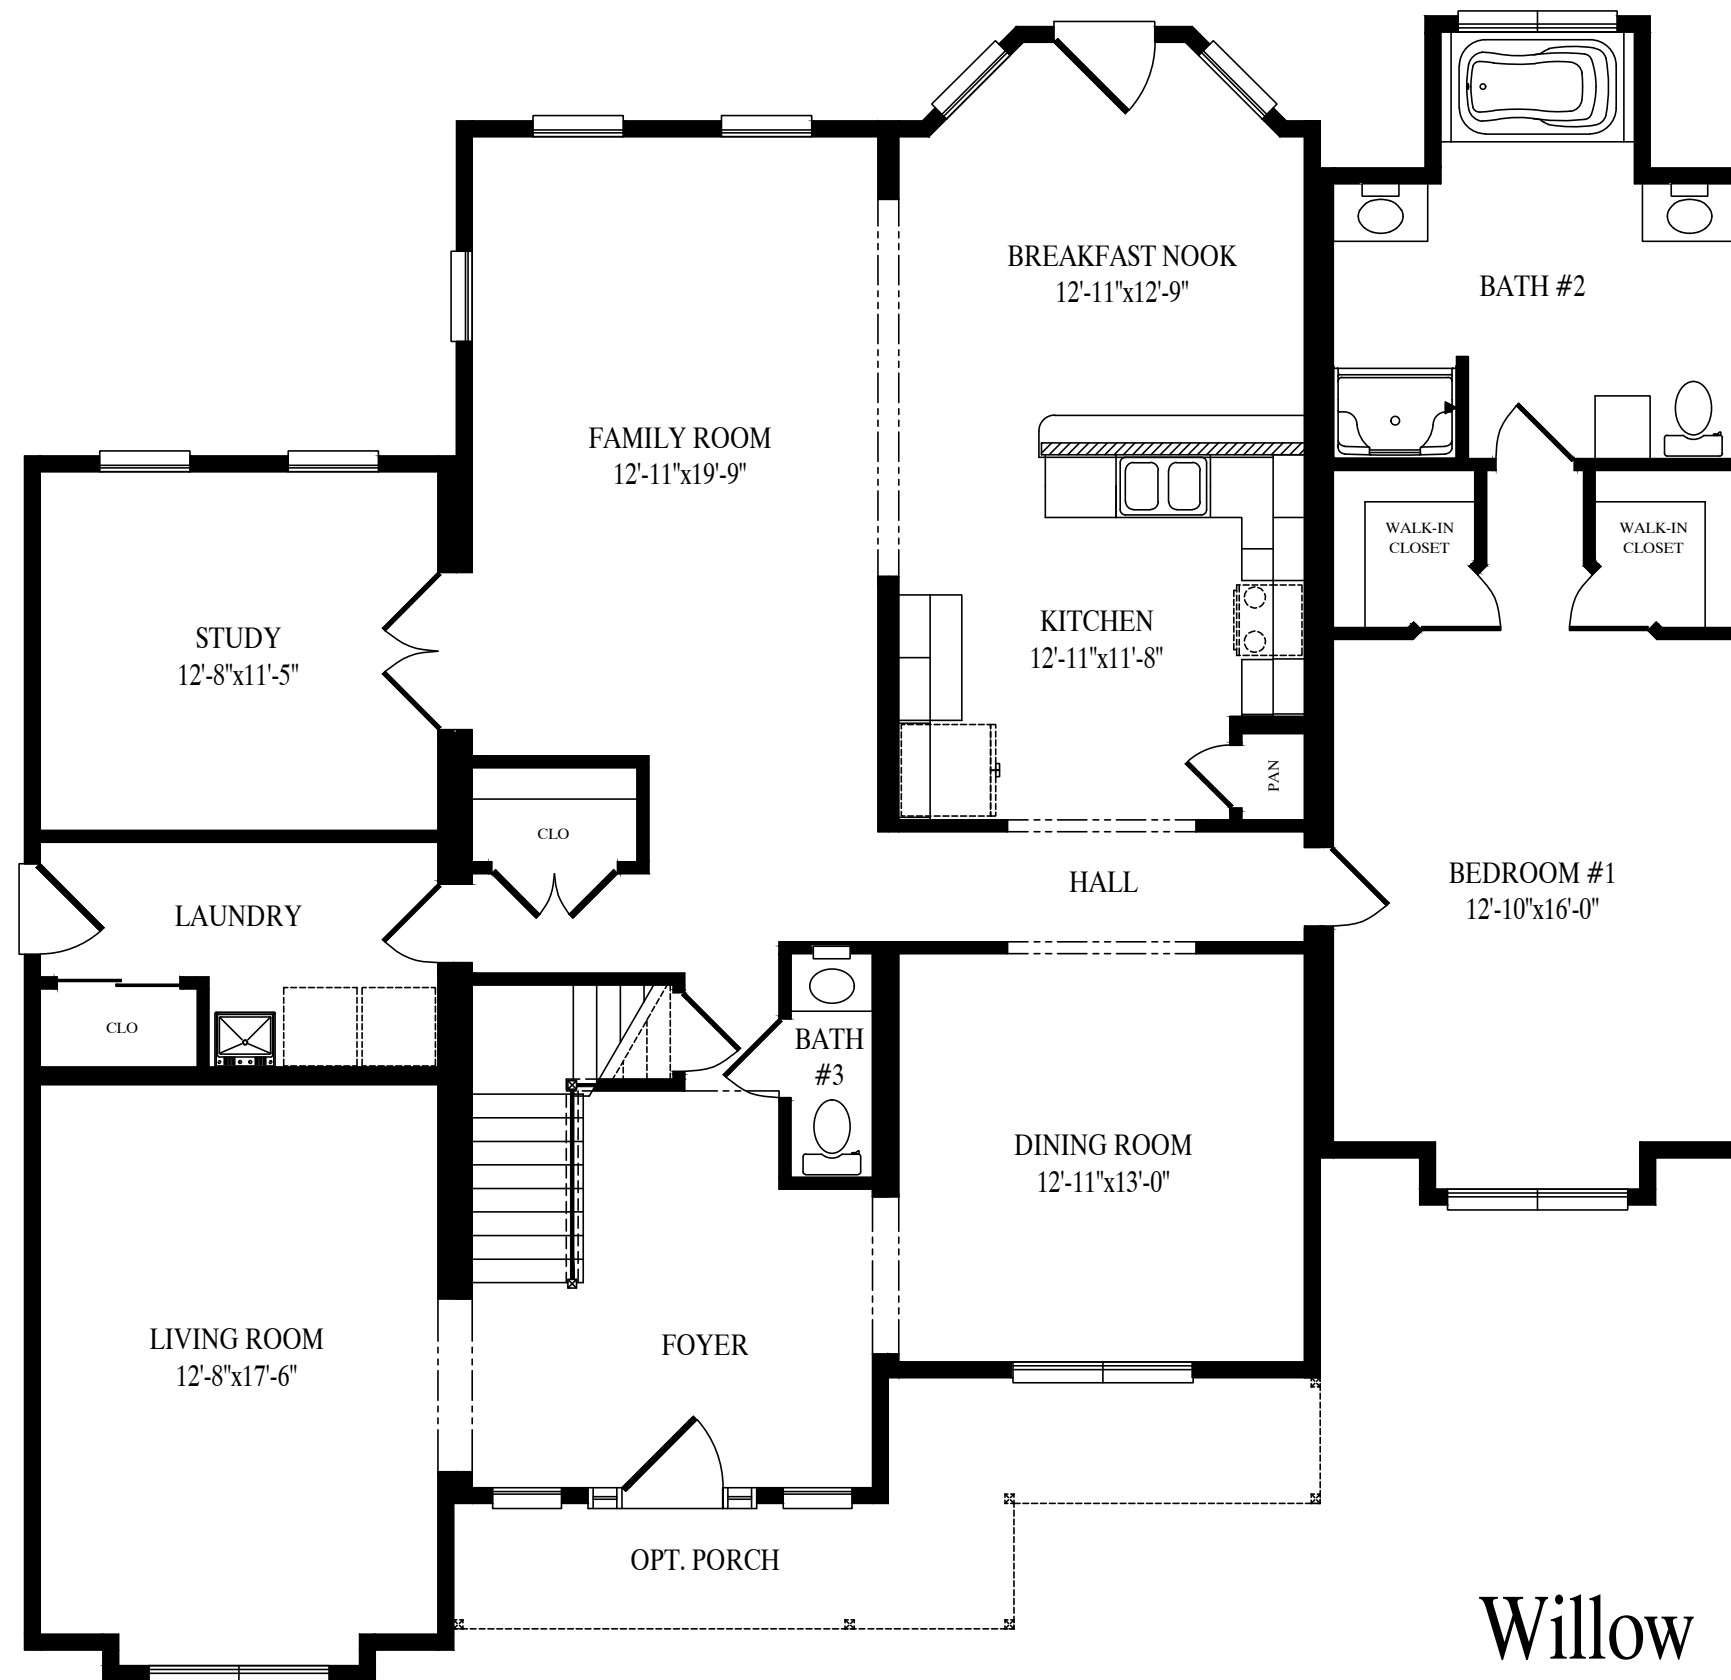 BREAKFAST NOOK
12'-11"x12'-9"
BATH #2
FAMILY ROOM
12'-11"x19'-9"
WALK-IN
CLOSET
WALK-IN
CLOSET
STUDY
12'-8"x11'-5"
KITCHEN
12'-11"x11'-8"
PAN
CLO
HALL
BEDROOM #1
12'-10"x16'-0"
LAUNDRY
CLO
BATH
#3
DINING ROOM
12'-11"x13'-0"
LIVING ROOM
12'-8"x17'-6"
FOYER
OPT. PORCH
Willow